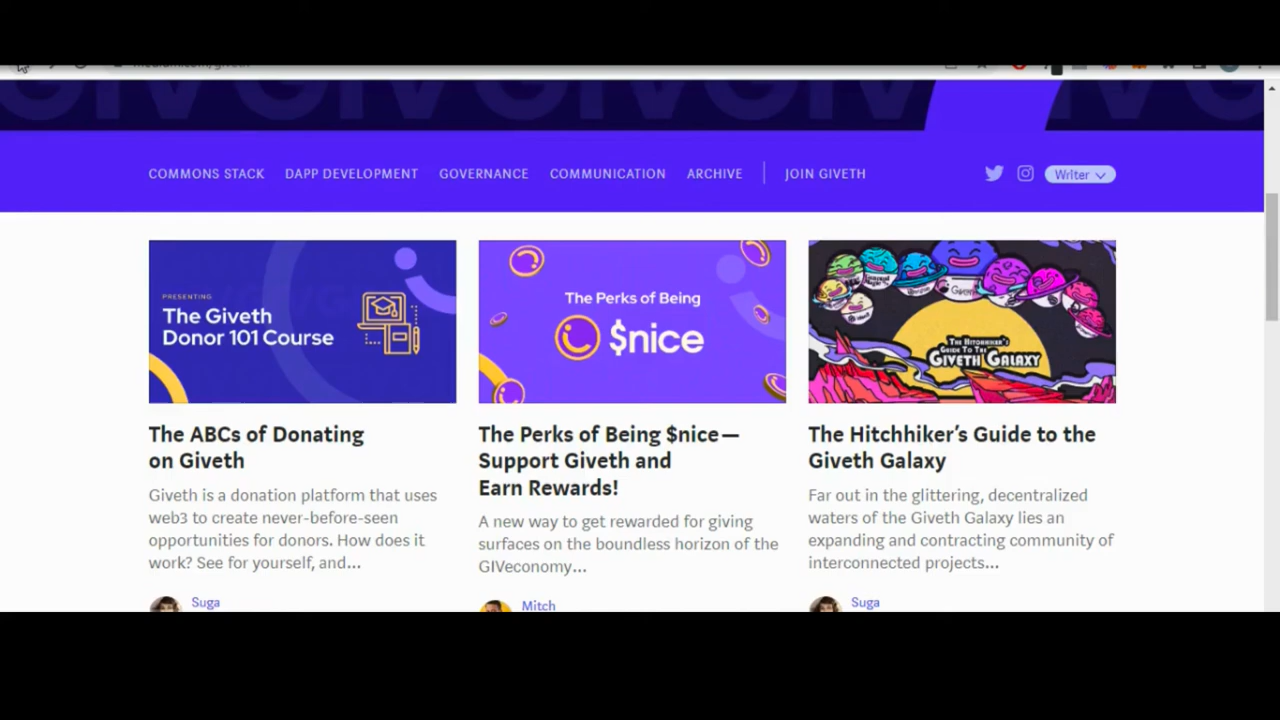 COMMONS STACK DAPP DEVELOPMENT GOVERNANCE COMMUNICATION ARCHIVE JOIN GIVETH Writer
PRESENTING
The Giveth
Donor 101 Course
The Perks of Being
$nice
THE HITCHHIKER'S
GUIDE TO THE
GIVETH GALAXY
The ABCs of Donating
on Giveth
Giveth is a donation platform that uses
web3 to create never-before-seen
opportunities for donors. How does it
work? See for yourself, and...
Suga
The Perks of Being $nice —
Support Giveth and
Earn Rewards!
A new way to get rewarded for giving
surfaces on the boundless horizon of the
GIVeconomy...
Mitch
The Hitchhiker's Guide to the
Giveth Galaxy
Far out in the glittering, decentralized
waters of the Giveth Galaxy lies an
expanding and contracting community of
interconnected projects...
Suga